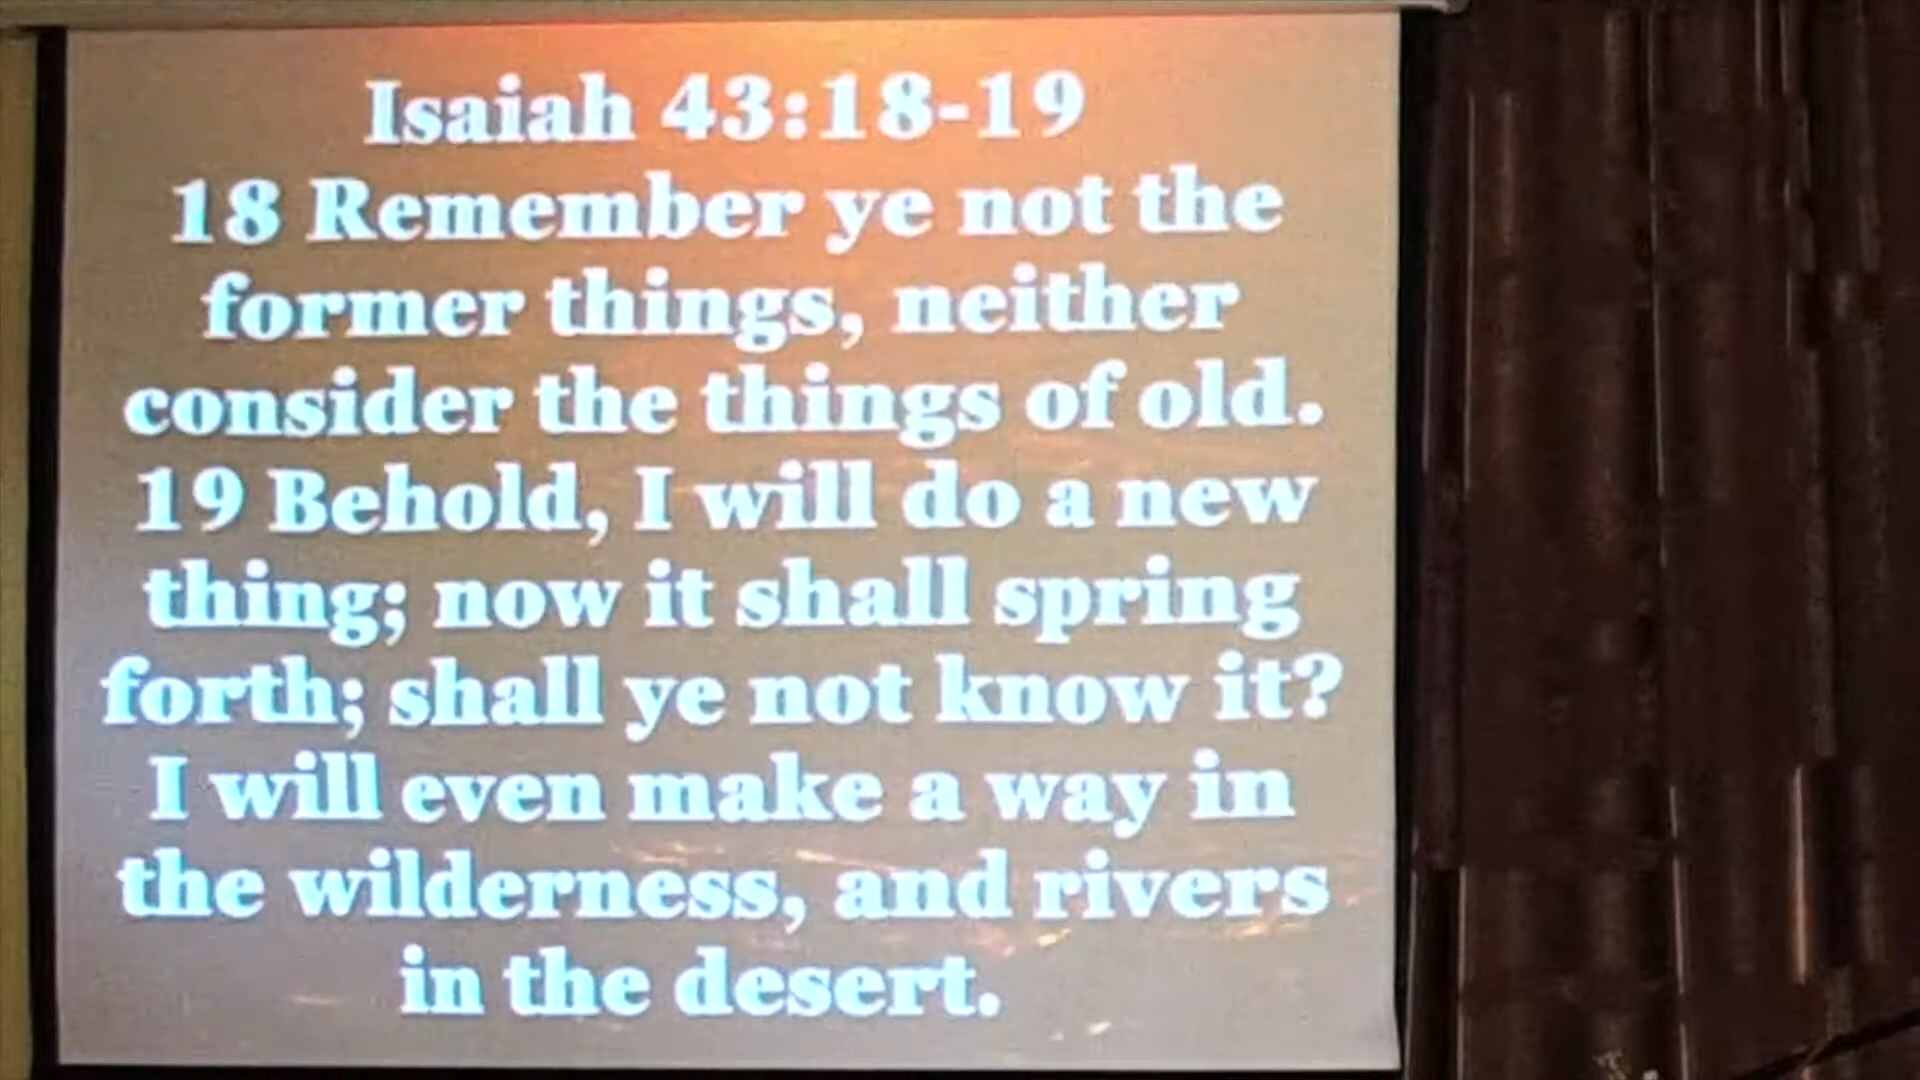 Isaiah 43:18-19
18 Remember ye not the
former things, neither
consider the things of old.
19 Behold, I will do a new
thing; now it shall spring
forth; shall ye not know it?
I will even make a way in
the wilderness, and rivers
in the desert.